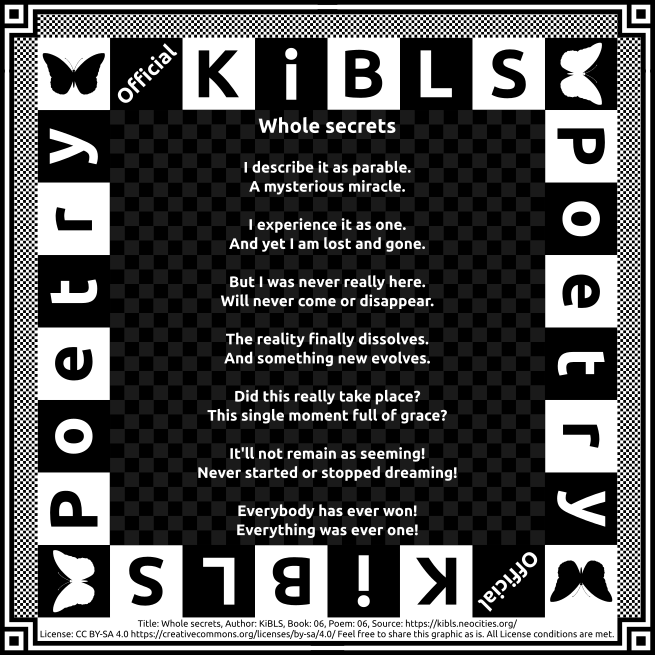 Official KiBLS
Poetry
Poetry
Whole secrets
I describe it as parable.
A mysterious miracle.
I experience it as one.
And yet I am lost and gone.
But I was never really here.
Will never come or disappear.
The reality finally dissolves.
And something new evolves.
Did this really take place?
This single moment full of grace?
It'll not remain as seeming!
Never started or stopped dreaming!
Everybody has ever won!
Everything was ever one!
Official KiBLS
Title: Whole secrets, Author: KiBLS, Book: 06, Poem: 06, Source: https://kibls.neocities.org/
License: CC BY-SA 4.0 https://creativecommons.org/licenses/by-sa/4.0/ Feel free to share this graphic as is. All License conditions are met.